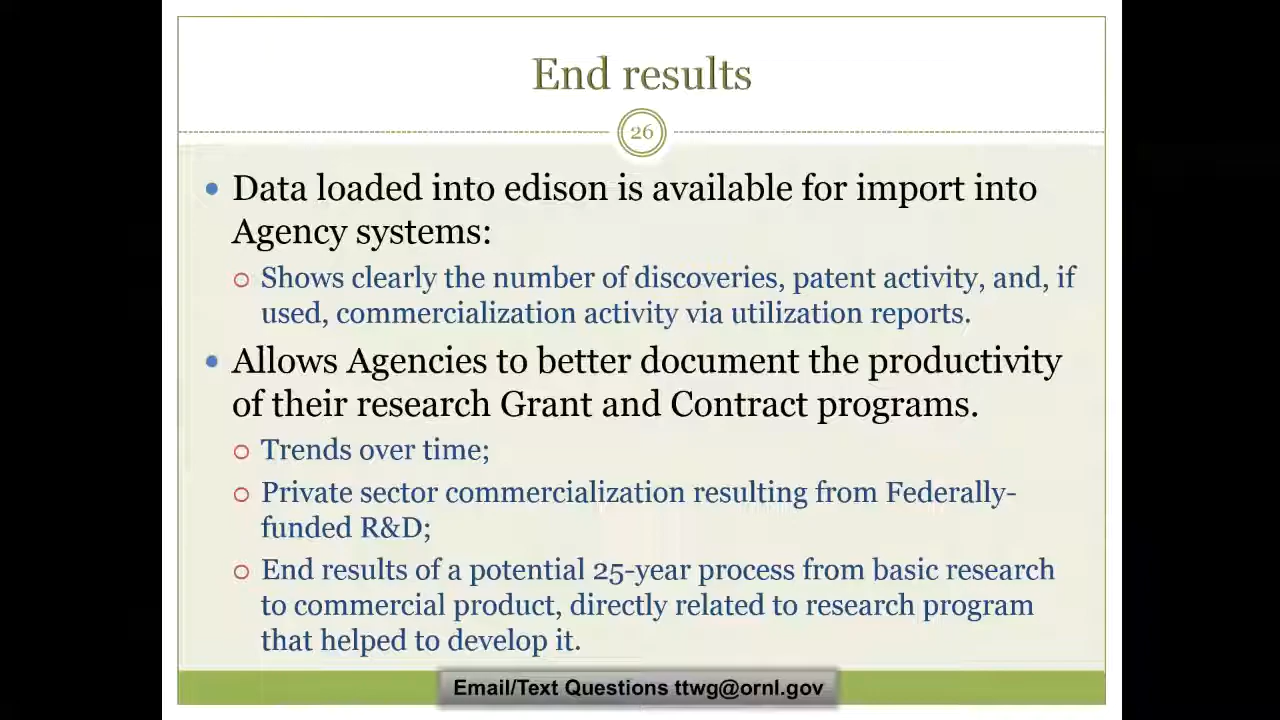 End results
26
Data loaded into edison is available for import into
Agency systems:
Shows clearly the number of discoveries, patent activity, and, if
used, commercialization activity via utilization reports.
Allows Agencies to better document the productivity
of their research Grant and Contract programs.
Trends over time;
Private sector commercialization resulting from Federally-
funded R&D;
End results of a potential 25-year process from basic research
to commercial product, directly related to research program
that helped to develop it.
Email/Text Questions ttwg@ornl.gov